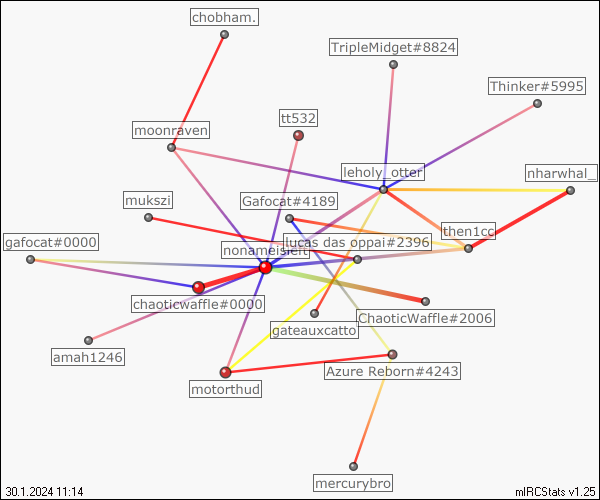 chobham.
TripleMidget#8824
Thinker#5995
tt532
moonraven
leholy_otter
nharwhal_
mukszi
Gafocat#4189
then1cc
gafocat#0000
nonameisleft
lucas das oppai#2396
chaoticwaffle#0000
ChaoticWaffle#2006
gateauxcatto
amah1246
Azure Reborn#4243
motorthud
mercurybro
30.1.2024 11:14
mIRCStats v1.25